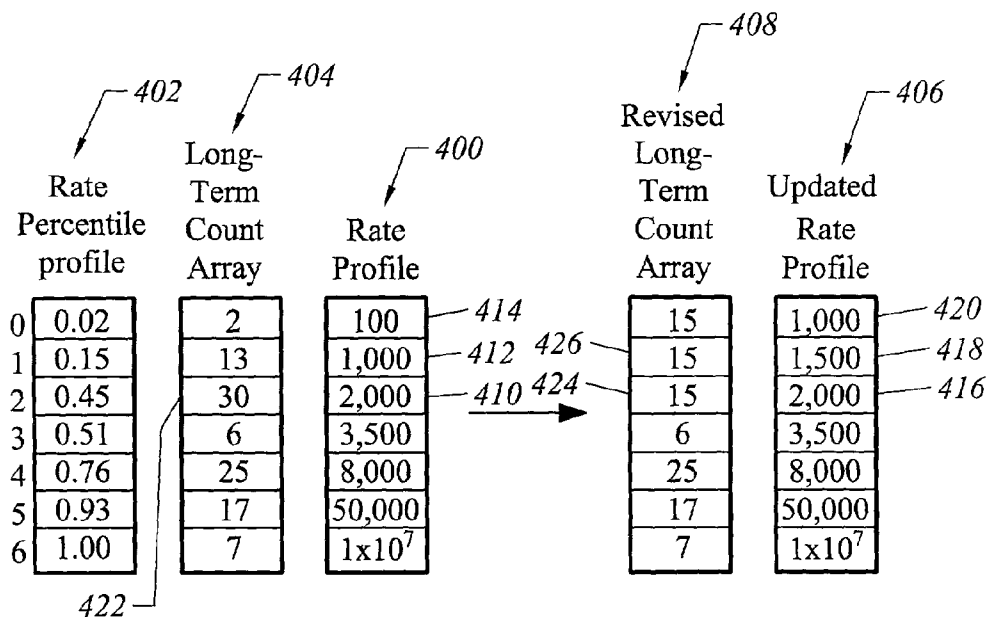 408
404
402
406
400
Rate
Percentile
profile
Long-
Term
Count
Array
Rate
Profile
Revised
Long-
Term
Count
Array
Updated
Rate
Profile
0 0.02 2 100 414 15 1,000 420
1 0.15 13 1,000 412 426 15 1,500 418
2 0.45 30 2,000 410 424 15 2,000 416
3 0.51 6 3,500 6 3,500
4 0.76 25 8,000 25 8,000
5 0.93 17 50,000 17 50,000
6 1.00 7 1x10⁷ 7 1x10⁷
422